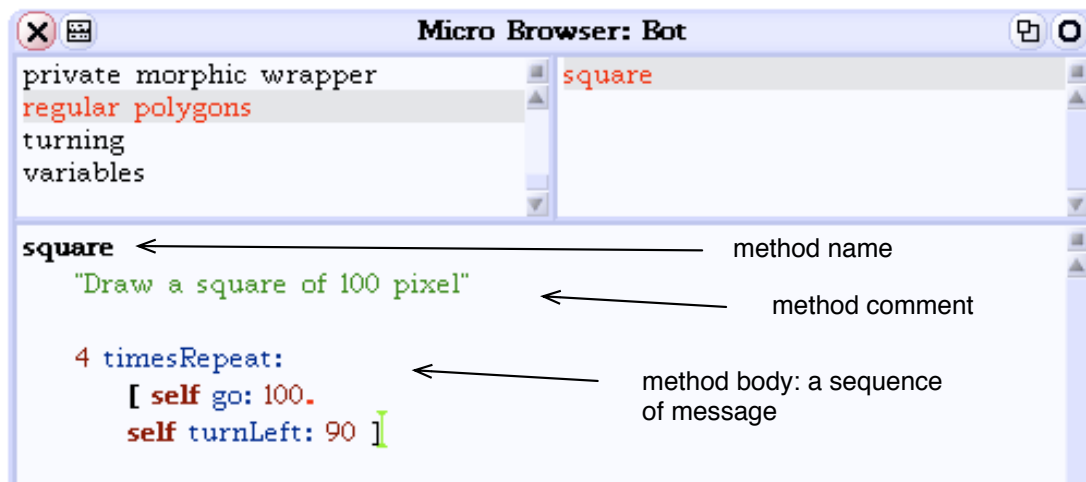 Micro Browser: Bot
private morphic wrapper
regular polygons
turning
variables
square
square
method name
"Draw a square of 100 pixel"
method comment
4 timesRepeat:
[ self go: 100.
self turnLeft: 90 ]
method body: a sequence
of message